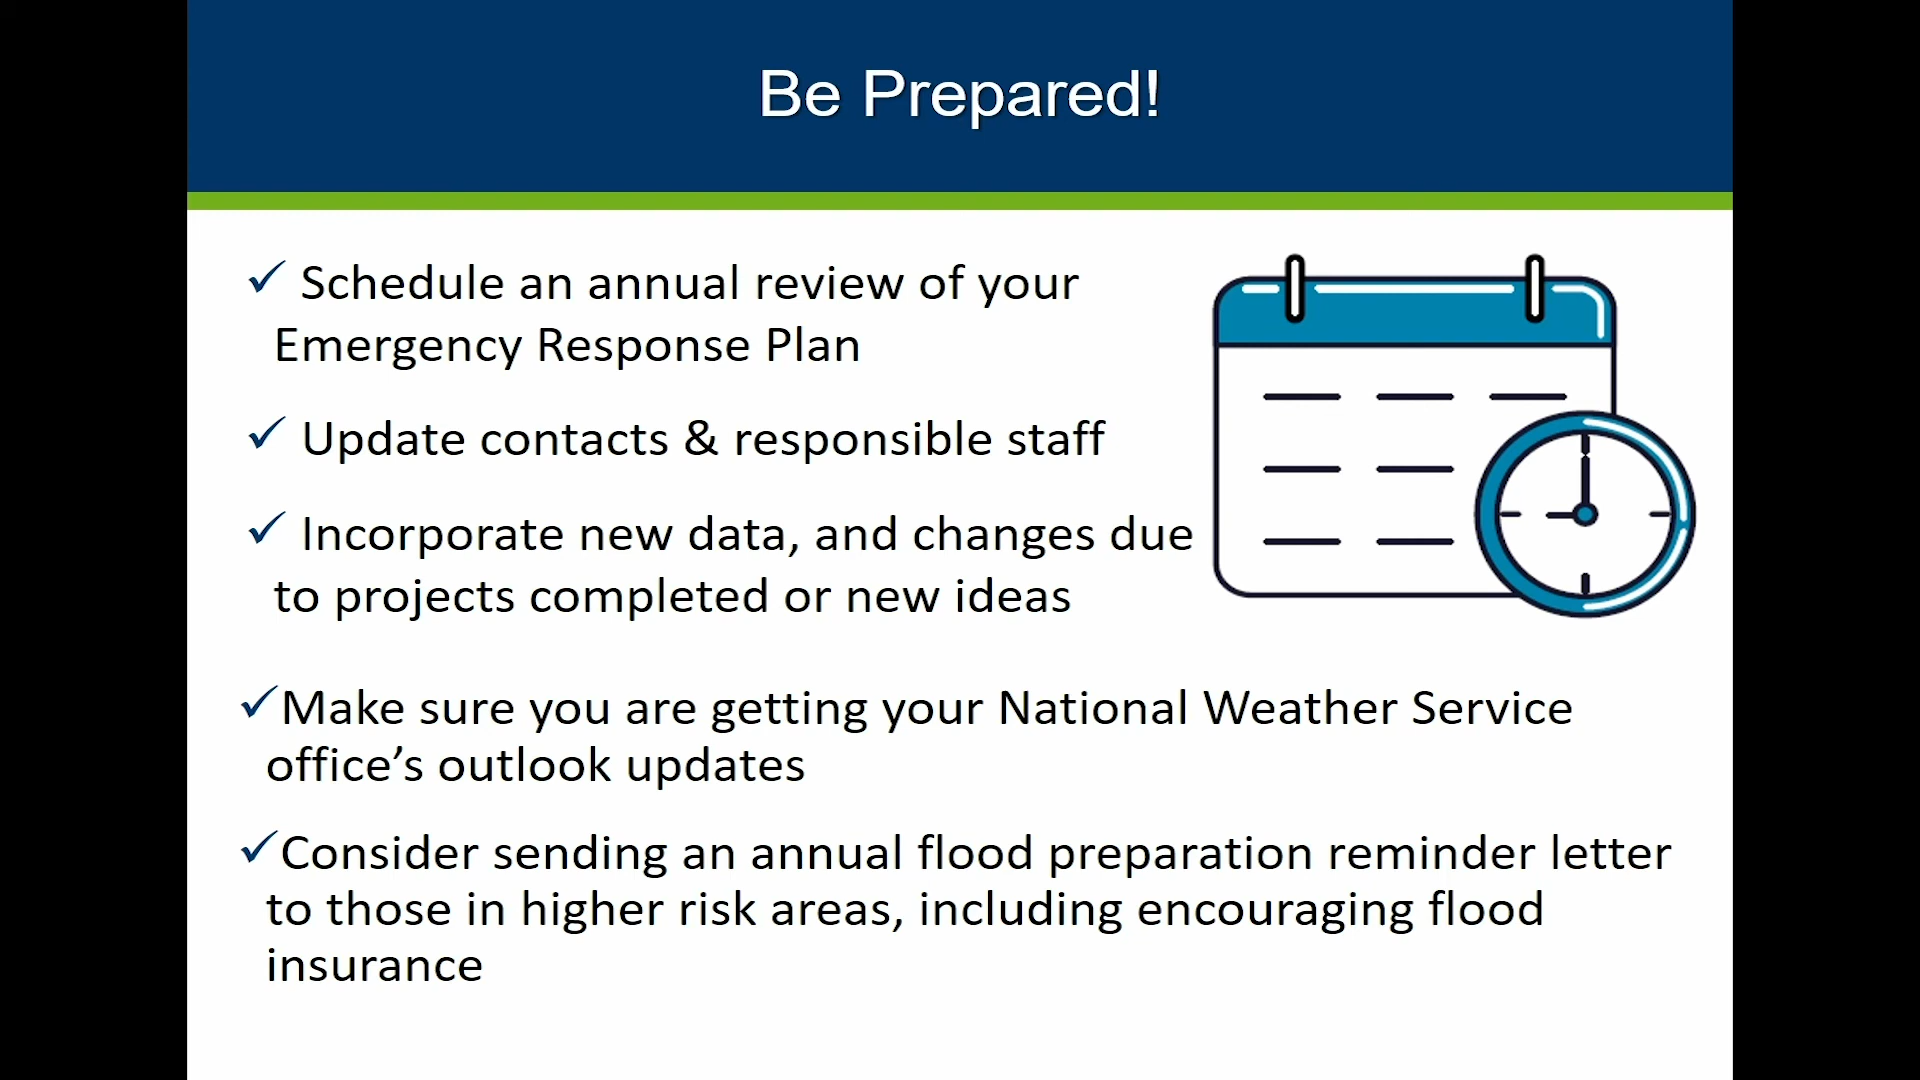 Be Prepared!
✓ Schedule an annual review of your
Emergency Response Plan
✓ Update contacts & responsible staff
✓ Incorporate new data, and changes due
to projects completed or new ideas
✓Make sure you are getting your National Weather Service
office’s outlook updates
✓Consider sending an annual flood preparation reminder letter
to those in higher risk areas, including encouraging flood
insurance